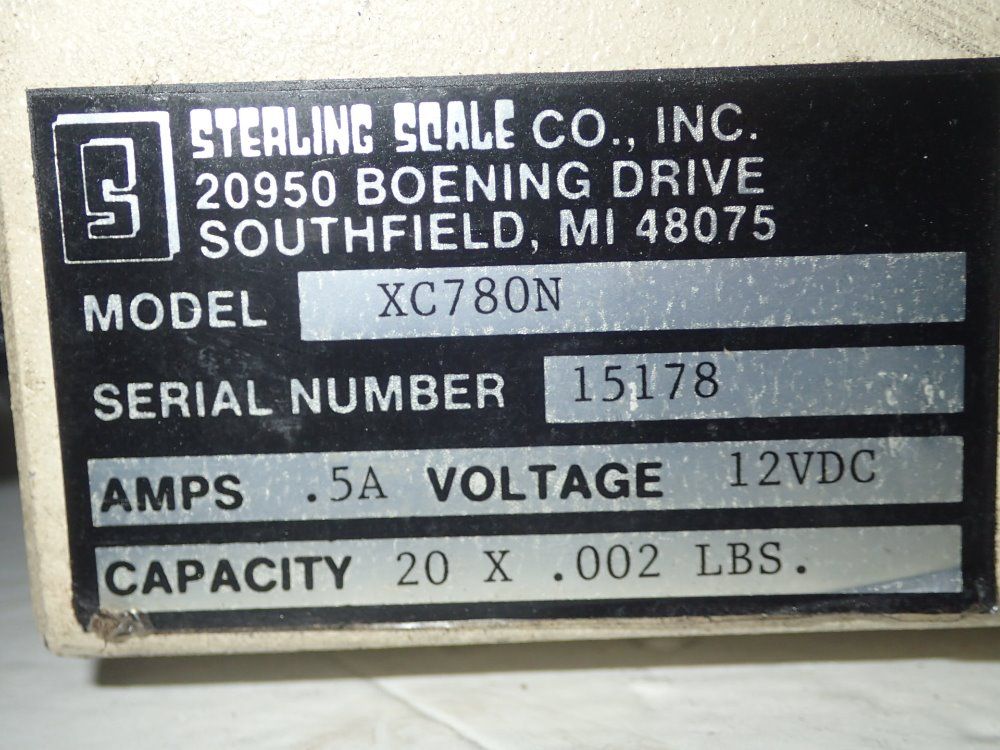 S
STERLING SCALE CO., INC.
20950 BOENING DRIVE
SOUTHFIELD, MI 48075
MODEL XC780N
SERIAL NUMBER 15178
AMPS .5A VOLTAGE 12VDC
CAPACITY 20 X .002 LBS.